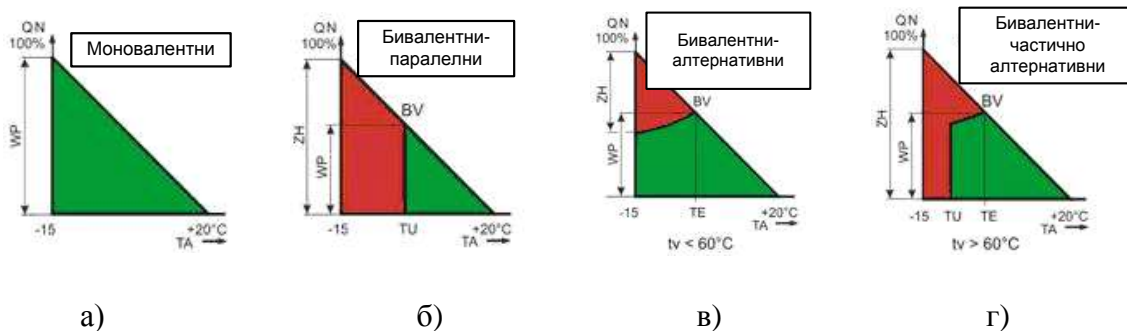 QN
100%
Моновалентни
WP
-15
+20°C
TA
QN
100%
Бивалентни-
паралелни
BV
ZH
WP
-15
TU
+20°C
TA
QN
100%
Бивалентни-
алтернативни
BV
ZH
WP
-15
TE
+20°C
TA
tv < 60°C
QN
100%
Бивалентни-
частично
алтернативни
BV
ZH
WP
-15
TU
TE
+20°C
TA
tv > 60°C
а)
б)
в)
г)